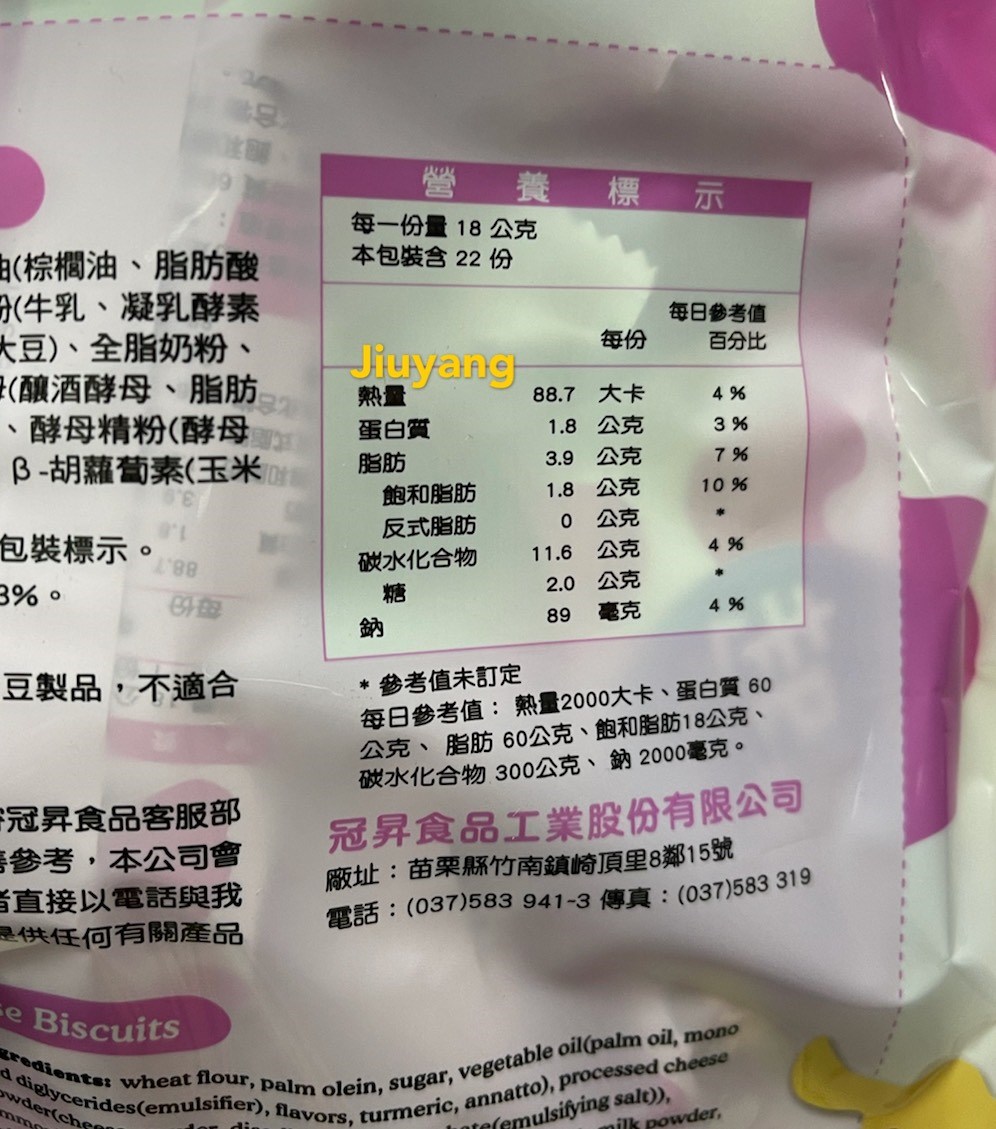 營養標示
每一份量 18 公克
本包裝含 22 份
每份 每日參考值百分比
Jiuyang
熱量 88.7 大卡 4 %
蛋白質 1.8 公克 3 %
脂肪 3.9 公克 7 %
飽和脂肪 1.8 公克 10 %
反式脂肪 0 公克 *
碳水化合物 11.6 公克 4 %
糖 2.0 公克 *
鈉 89 毫克 4 %
* 參考值未訂定
每日參考值：熱量2000大卡、蛋白質 60
公克、脂肪 60公克、飽和脂肪18公克、
碳水化合物 300公克、鈉 2000毫克。
冠昇食品工業股份有限公司
廠址：苗栗縣竹南鎮崎頂里8鄰15號
電話：(037)583 941-3 傳真：(037)583 319
油(棕櫚油、脂肪酸
粉(牛乳、凝乳酵素
大豆)、全脂奶粉、
(釀酒酵母、脂肪
、酵母精粉(酵母
β-胡蘿蔔素(玉米
包裝標示。
3%。
豆製品，不適合
冠昇食品客服部
參考，本公司會
者直接以電話與我
提供任何有關產品
Biscuits
gredients: wheat flour, palm olein, sugar, vegetable oil(palm oil, mono
d diglycerides(emulsifier), flavors, turmeric, annatto), processed cheese
(emulsifying salt)),
milk powder,